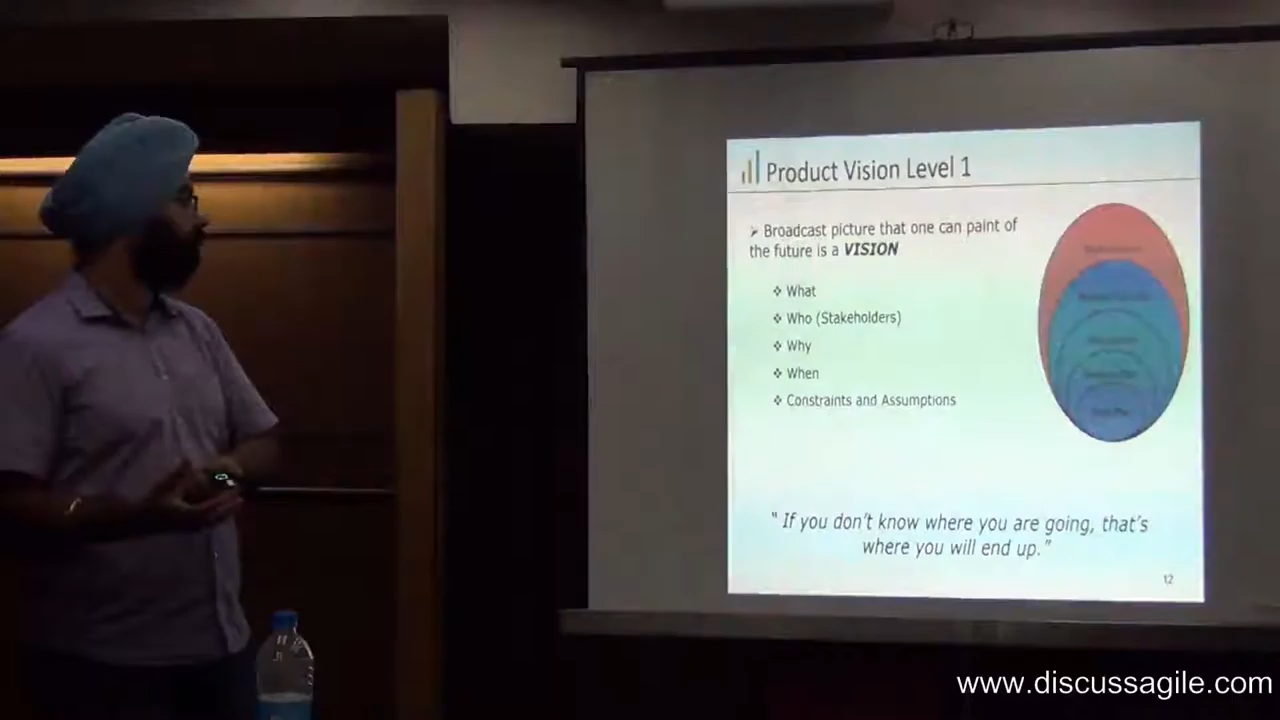 Product Vision Level 1
➢ Broadcast picture that one can paint of
the future is a VISION
❖ What
❖ Who (Stakeholders)
❖ Why
❖ When
❖ Constraints and Assumptions
" If you don't know where you are going, that's
where you will end up."
12
www.discussagile.com